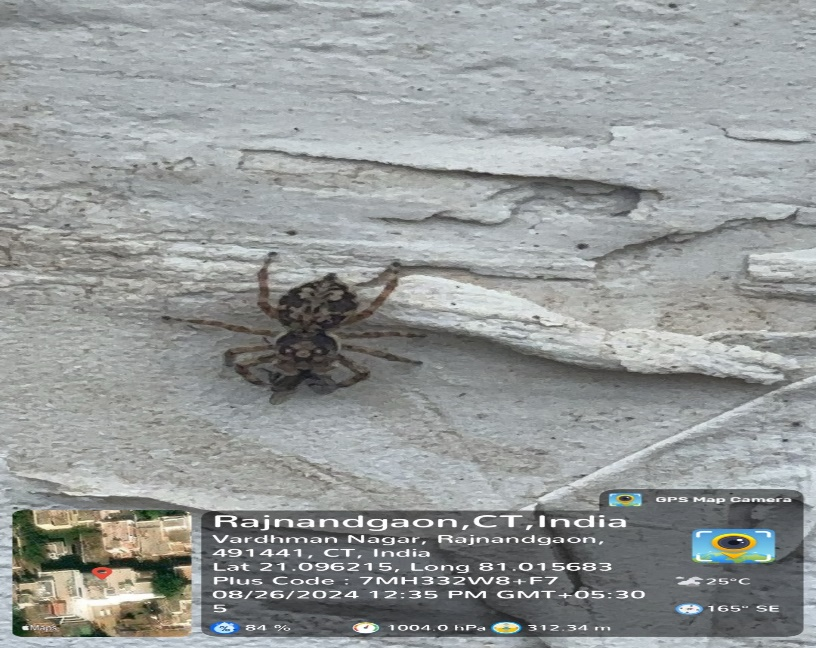 GPS Map Camera
Rajnandgaon,CT,India
Vardhman Nagar, Rajnandgaon,
491441, CT, India
Lat 21.096215, Long 81.015683
Plus Code : 7MH332W8+F7
08/26/2024 12:35 PM GMT+05:30
5
25°C
165° SE
84 %
1004.0 hPa
312.34 m
Maps